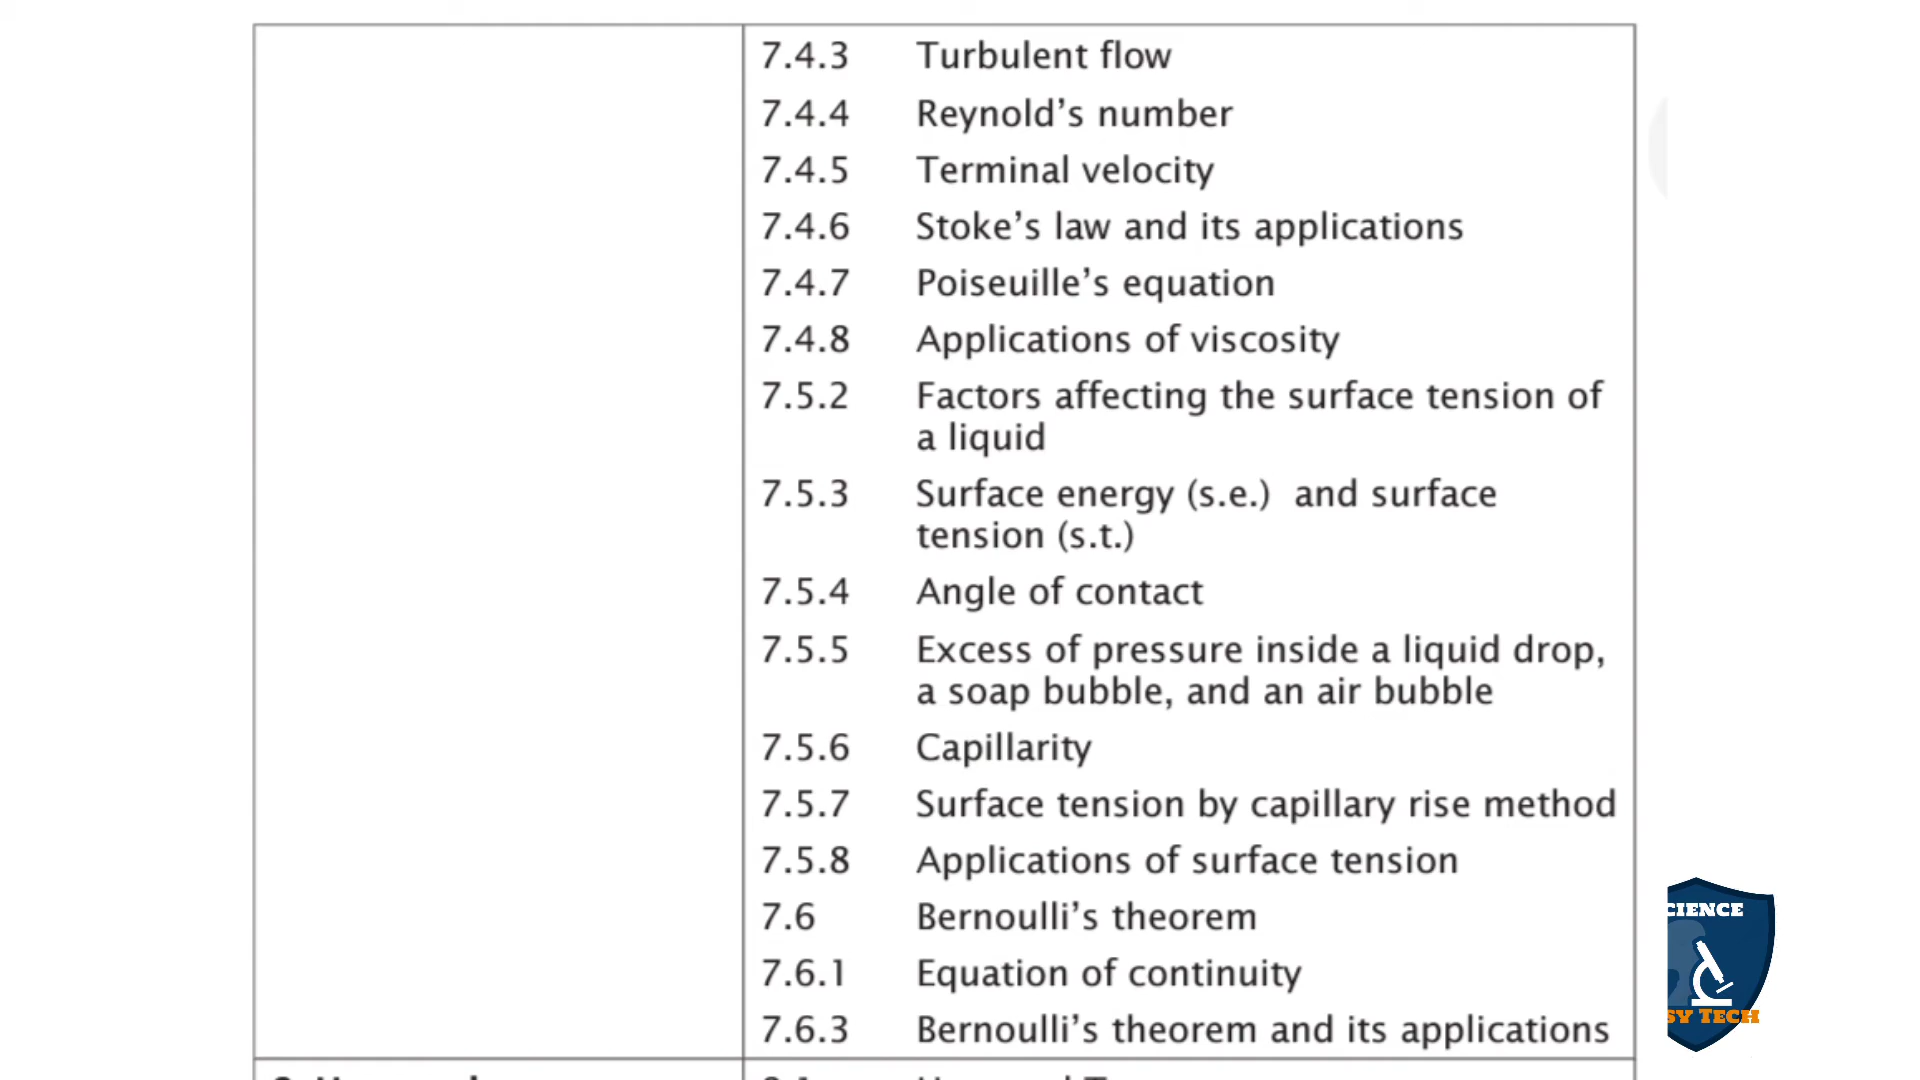 7.4.3 Turbulent flow
7.4.4 Reynold's number
7.4.5 Terminal velocity
7.4.6 Stoke's law and its applications
7.4.7 Poiseuille's equation
7.4.8 Applications of viscosity
7.5.2 Factors affecting the surface tension of
a liquid
7.5.3 Surface energy (s.e.) and surface
tension (s.t.)
7.5.4 Angle of contact
7.5.5 Excess of pressure inside a liquid drop,
a soap bubble, and an air bubble
7.5.6 Capillarity
7.5.7 Surface tension by capillary rise method
7.5.8 Applications of surface tension
7.6 Bernoulli's theorem
7.6.1 Equation of continuity
7.6.3 Bernoulli's theorem and its applications
CIENCE
SY TECH